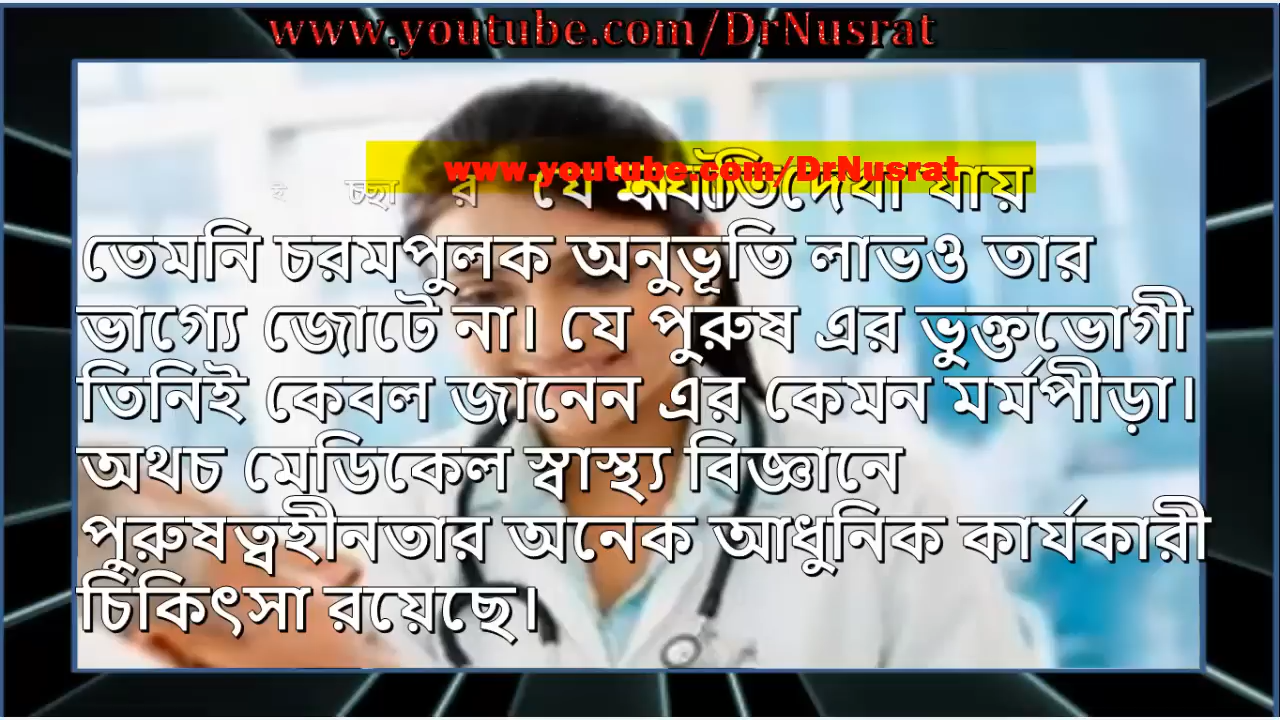 www.youtube.com/DrNusrat
www.youtube.com/DrNusrat
যে দেখা যায়
তেমনি চরমপুলক অনুভূতি লাভও তার
ভাগ্যে জোটে না। যে পুরুষ এর ভুক্তভোগী
তিনিই কেবল জানেন এর কেমন মর্মপীড়া।
অথচ মেডিকেল স্বাস্থ্য বিজ্ঞানে
পুরুষত্বহীনতার অনেক আধুনিক কার্যকারী
চিকিৎসা রয়েছে।